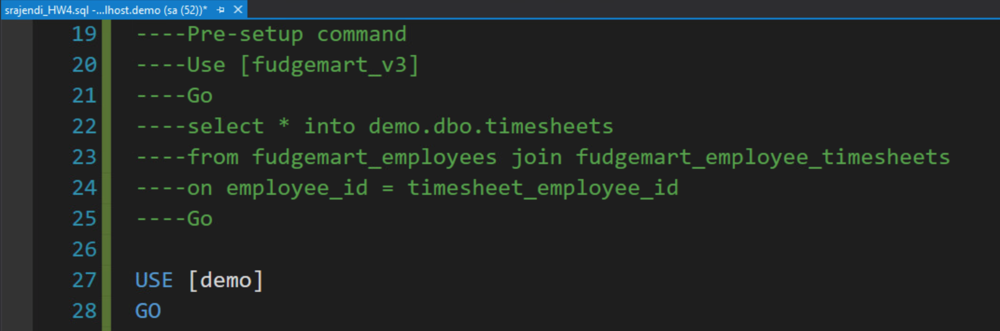 srajendi_HW4.sql -...lhost.demo (sa (52))*
19 ----Pre-setup command
20 ----Use [fudgemart_v3]
21 ----Go
22 ----select * into demo.dbo.timesheets
23 ----from fudgemart_employees join fudgemart_employee_timesheets
24 ----on employee_id = timesheet_employee_id
25 ----Go
26
27 USE [demo]
28 GO